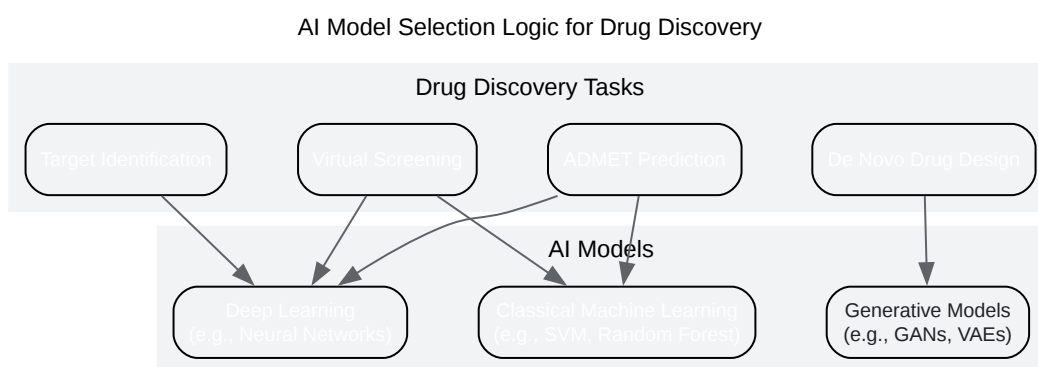 AI Model Selection Logic for Drug Discovery
Drug Discovery Tasks
Target Identification
Virtual Screening
ADMET Prediction
De Novo Drug Design
AI Models
Deep Learning
(e.g., Neural Networks)
Classical Machine Learning
(e.g., SVM, Random Forest)
Generative Models
(e.g., GANs, VAEs)